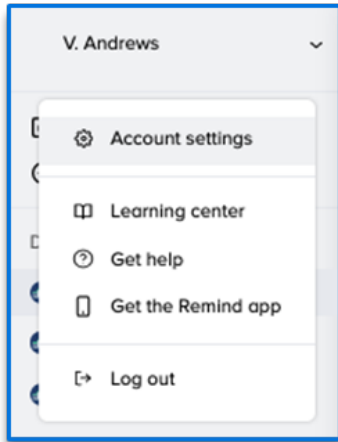 V. Andrews
Account settings
Learning center
Get help
Get the Remind app
Log out